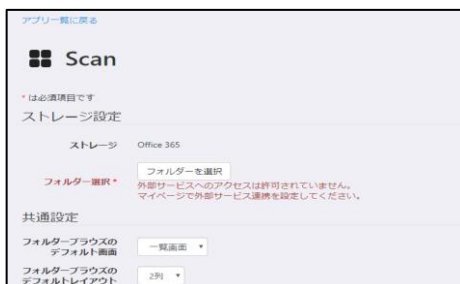 アプリ一覧に戻る
Scan
* は必須項目です
ストレージ設定
ストレージ Office 365
フォルダー選択 * フォルダーを選択
外部サービスへのアクセスは許可されていません。
マイページで外部サービス連携を設定してください。
共通設定
フォルダーブラウズの
デフォルト画面 一覧画面
フォルダーブラウズの
デフォルトレイアウト 2列